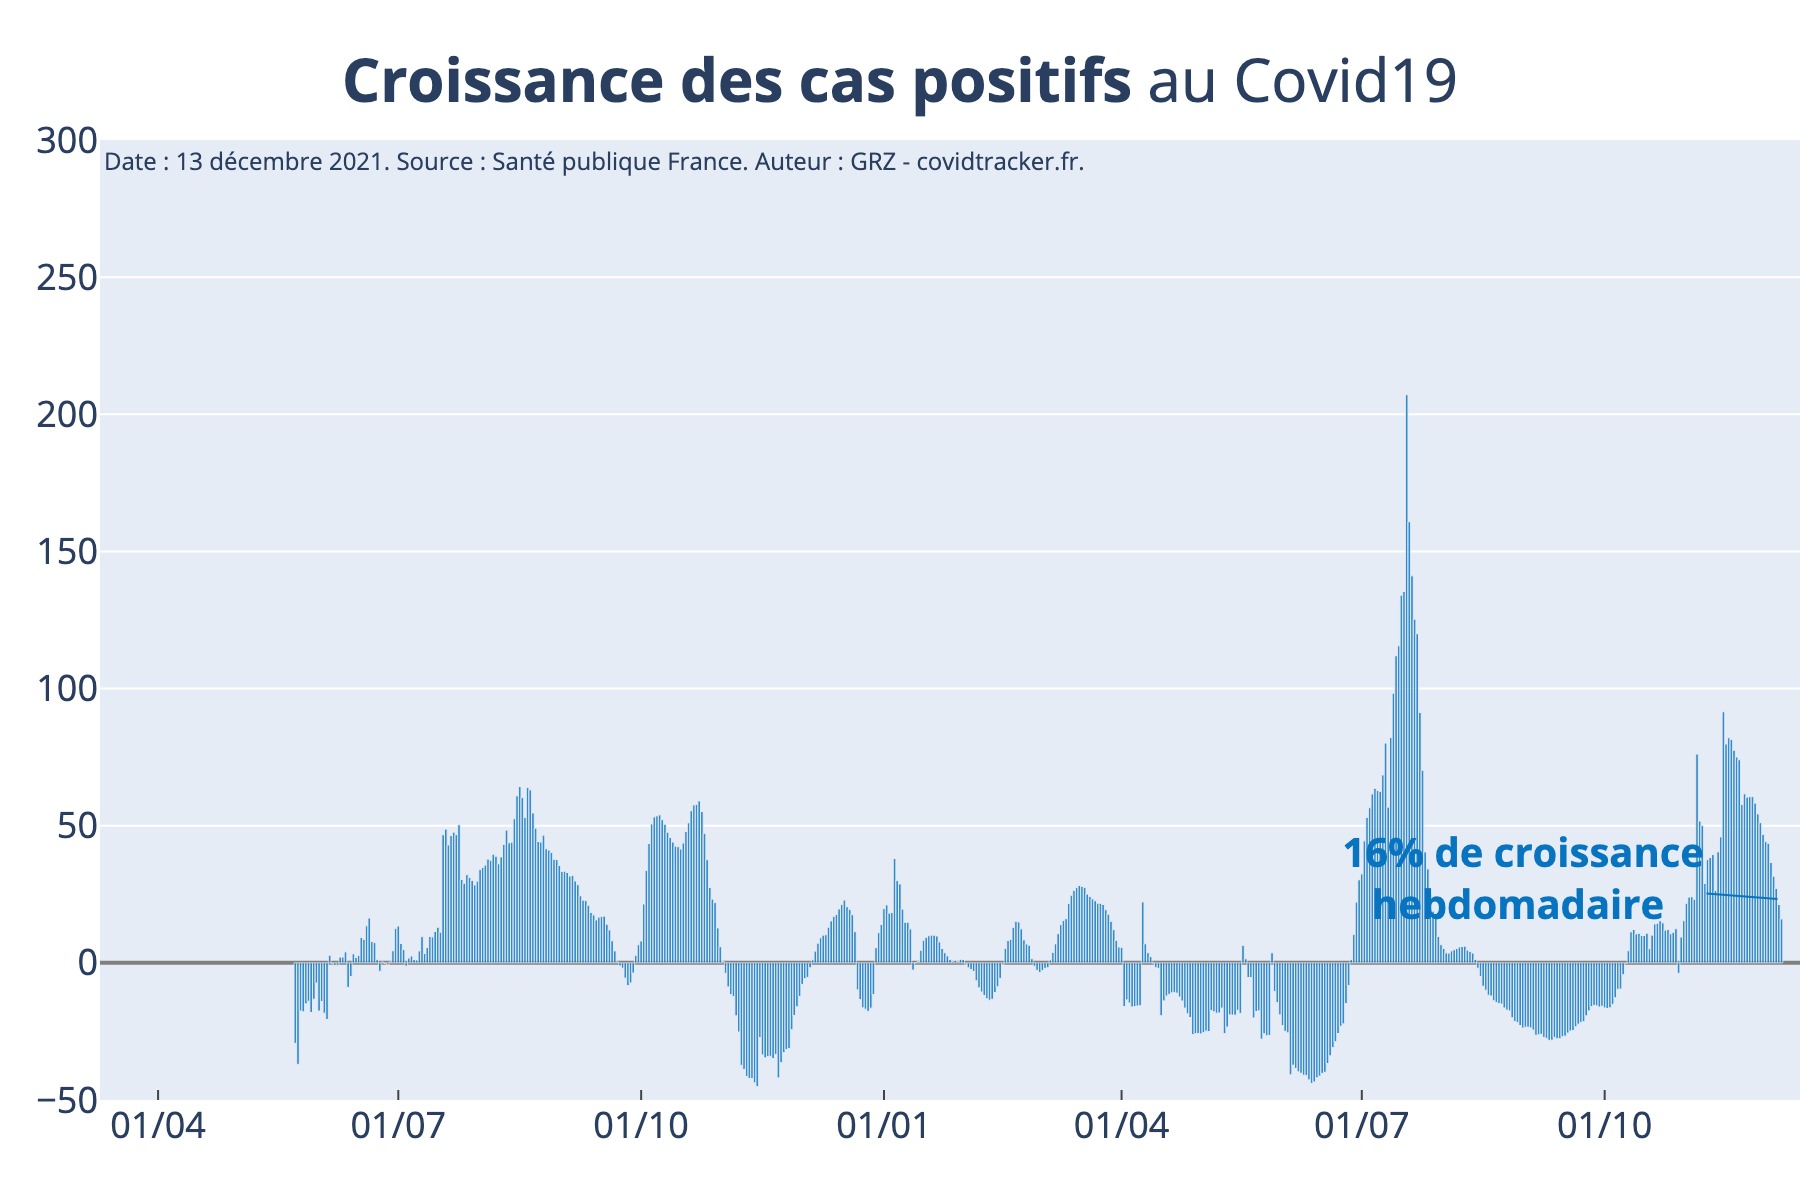 Croissance des cas positifs au Covid19
300
Date : 13 décembre 2021. Source : Santé publique France. Auteur : GRZ - covidtracker.fr.
250
200
150
100
50
16% de croissance
hebdomadaire
0
−50
01/04 01/07 01/10 01/01 01/04 01/07 01/10